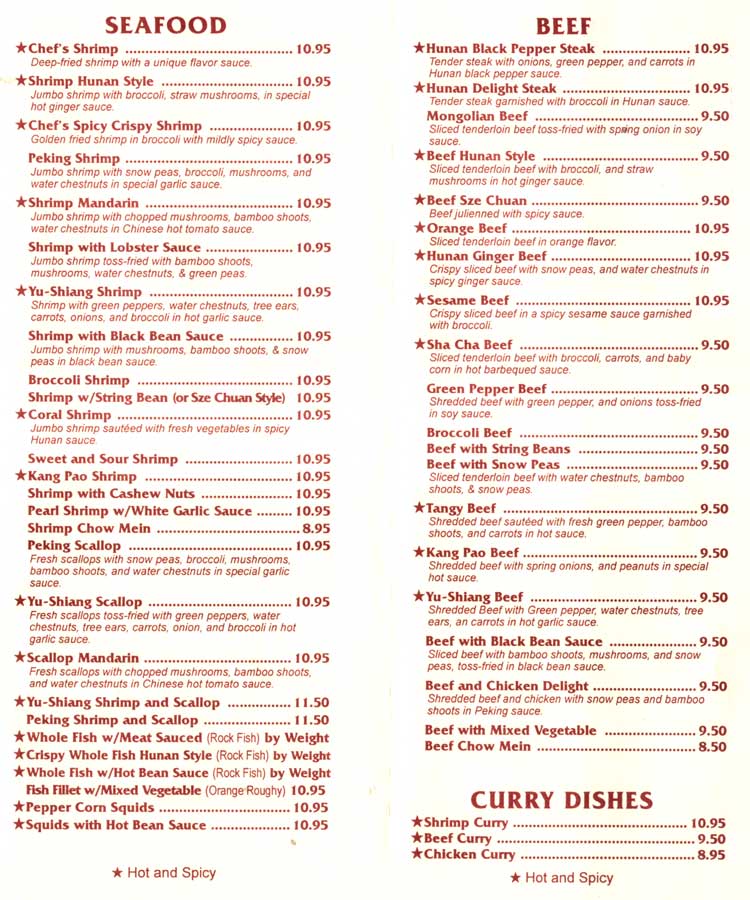 SEAFOOD
★Chef's Shrimp ........................................ 10.95
Deep-fried shrimp with a unique flavor sauce.
★Shrimp Hunan Style ................................ 10.95
Jumbo shrimp with broccoli, straw mushrooms, in special
hot ginger sauce.
★Chef's Spicy Crispy Shrimp .................... 10.95
Golden fried shrimp in broccoli with mildly spicy sauce.
Peking Shrimp ........................................ 10.95
Jumbo shrimp with snow peas, broccoli, mushrooms, and
water chestnuts in special garlic sauce.
★Shrimp Mandarin ................................... 10.95
Jumbo shrimp with chopped mushrooms, bamboo shoots,
water chestnuts in Chinese hot tomato sauce.
Shrimp with Lobster Sauce ..................... 10.95
Jumbo shrimp toss-fried with bamboo shoots,
mushrooms, water chestnuts, & green peas.
★Yu-Shiang Shrimp .................................. 10.95
Shrimp with green peppers, water chestnuts, tree ears,
carrots, onions, and broccoli in hot garlic sauce.
Shrimp with Black Bean Sauce ............... 10.95
Jumbo shrimp with mushrooms, bamboo shoots, & snow
peas in black bean sauce.
Broccoli Shrimp ..................................... 10.95
Shrimp w/String Bean (or Sze Chuan Style) 10.95
★Coral Shrimp ......................................... 10.95
Jumbo shrimp sautéed with fresh vegetables in spicy
Hunan sauce.
Sweet and Sour Shrimp .......................... 10.95
★Kang Pao Shrimp ................................... 10.95
Shrimp with Cashew Nuts ...................... 10.95
Pearl Shrimp w/White Garlic Sauce ......... 10.95
Shrimp Chow Mein .................................. 8.95
Peking Scallop ....................................... 10.95
Fresh scallops with snow peas, broccoli, mushrooms,
bamboo shoots, and water chestnuts in special garlic
sauce.
★Yu-Shiang Scallop .................................. 10.95
Fresh scallops toss-fried with green peppers, water
chestnuts, tree ears, carrots, onion, and broccoli in hot
garlic sauce.
★Scallop Mandarin ................................... 10.95
Fresh scallops with chopped mushrooms, bamboo shoots,
and water chestnuts in Chinese hot tomato sauce.
★Yu-Shiang Shrimp and Scallop ................ 11.50
Peking Shrimp and Scallop ..................... 11.50
★Whole Fish w/Meat Sauced (Rock Fish) by Weight
★Crispy Whole Fish Hunan Style (Rock Fish) by Weight
★Whole Fish w/Hot Bean Sauce (Rock Fish) by Weight
Fish Fillet w/Mixed Vegetable (Orange Roughy) 10.95
★Pepper Corn Squids ................................ 10.95
★Squids with Hot Bean Sauce ................... 10.95
★ Hot and Spicy
BEEF
★Hunan Black Pepper Steak ..................... 10.95
Tender steak with onions, green pepper, and carrots in
Hunan black pepper sauce.
★Hunan Delight Steak ............................... 10.95
Tender steak garnished with broccoli in Hunan sauce.
Mongolian Beef ........................................ 9.50
Sliced tenderloin beef toss-fried with spring onion in soy
sauce.
★Beef Hunan Style ..................................... 9.50
Sliced tenderloin beef with broccoli, and straw
mushrooms in hot ginger sauce.
★Beef Sze Chuan ........................................ 9.50
Beef julienned with spicy sauce.
★Orange Beef ........................................... 10.95
Sliced tenderloin beef in orange flavor.
★Hunan Ginger Beef .................................. 10.95
Crispy sliced beef with snow peas, and water chestnuts in
spicy ginger sauce.
★Sesame Beef .......................................... 10.95
Crispy sliced beef in a spicy sesame sauce garnished
with broccoli.
★Sha Cha Beef .......................................... 9.50
Sliced tenderloin beef with broccoli, carrots, and baby
corn in hot barbequed sauce.
Green Pepper Beef ................................... 9.50
Shredded beef with green pepper, and onions toss-fried
in soy sauce.
Broccoli Beef .......................................... 9.50
Beef with String Beans ............................ 9.50
Beef with Snow Peas ............................... 9.50
Sliced tenderloin beef with water chestnuts, bamboo
shoots, & snow peas.
★Tangy Beef .............................................. 9.50
Shredded beef sautéed with fresh green pepper, bamboo
shoots, and carrots in hot sauce.
★Kang Pao Beef ......................................... 9.50
Shredded beef with spring onions, and peanuts in special
hot sauce.
★Yu-Shiang Beef ........................................ 9.50
Shredded Beef with Green pepper, water chestnuts, tree
ears, an carrots in hot garlic sauce.
Beef with Black Bean Sauce .................... 9.50
Sliced beef with bamboo shoots, mushrooms, and snow
peas, toss-fried in black bean sauce.
Beef and Chicken Delight ........................ 9.50
Shredded beef and chicken with snow peas and bamboo
shoots in Peking sauce.
Beef with Mixed Vegetable ..................... 9.50
Beef Chow Mein ...................................... 8.50
CURRY DISHES
★Shrimp Curry ......................................... 10.95
★Beef Curry .............................................. 9.50
★Chicken Curry ......................................... 8.95
★ Hot and Spicy